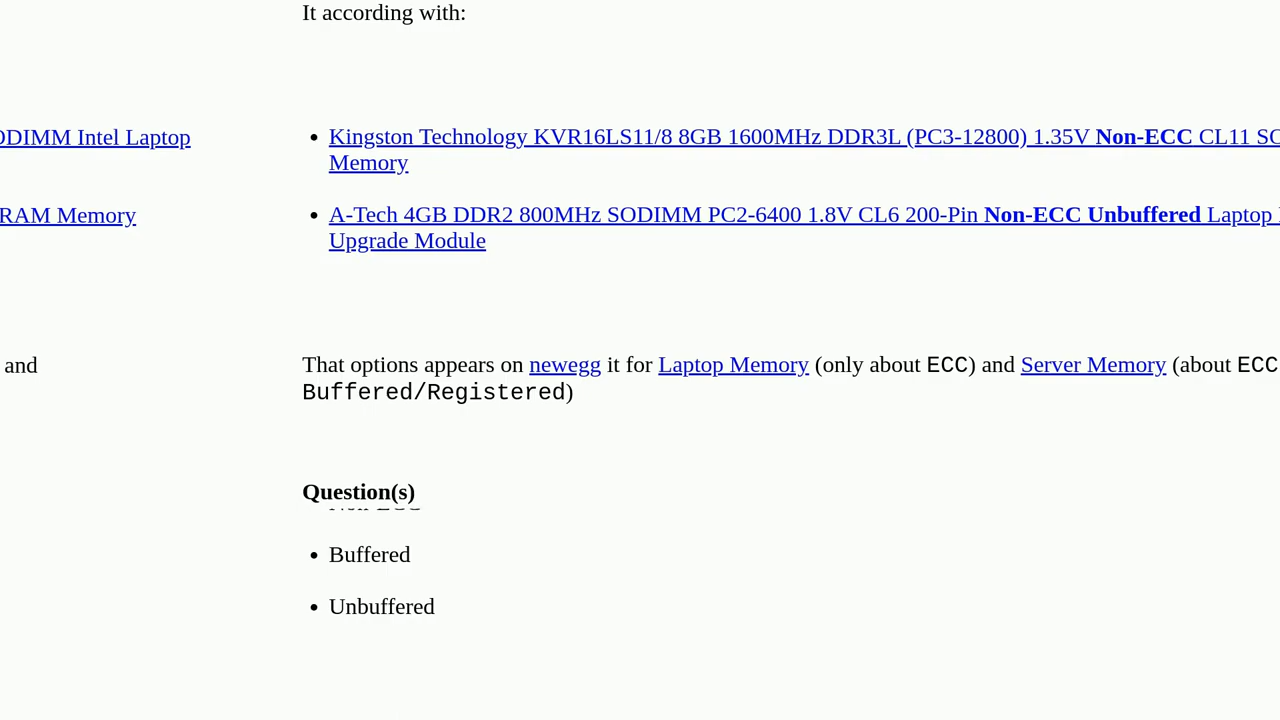 It according with:
ODIMM Intel Laptop
Kingston Technology KVR16LS11/8 8GB 1600MHz DDR3L (PC3-12800) 1.35V Non-ECC CL11
Memory
RAM Memory
A-Tech 4GB DDR2 800MHz SODIMM PC2-6400 1.8V CL6 200-Pin Non-ECC Unbuffered Laptop
Upgrade Module
and
That options appears on newegg it for Laptop Memory (only about ECC) and Server Memory (about ECC
Buffered/Registered)
Question(s)
Buffered
Unbuffered